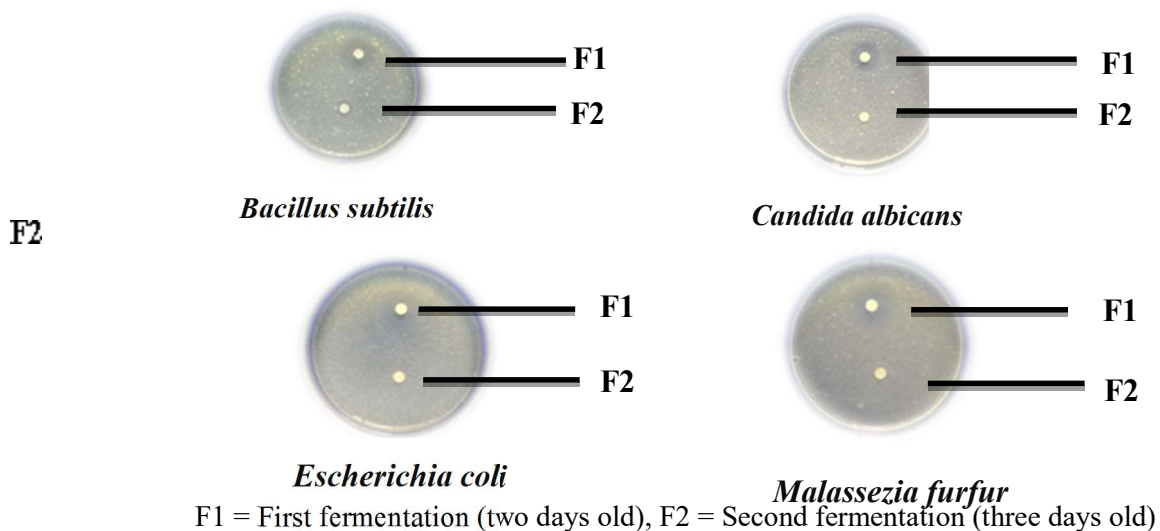 F1
F2
F1
F2
Bacillus subtilis
Candida albicans
F2
F1
F2
F1
F2
Escherichia coli
Malassezia furfur
F1 = First fermentation (two days old), F2 = Second fermentation (three days old)